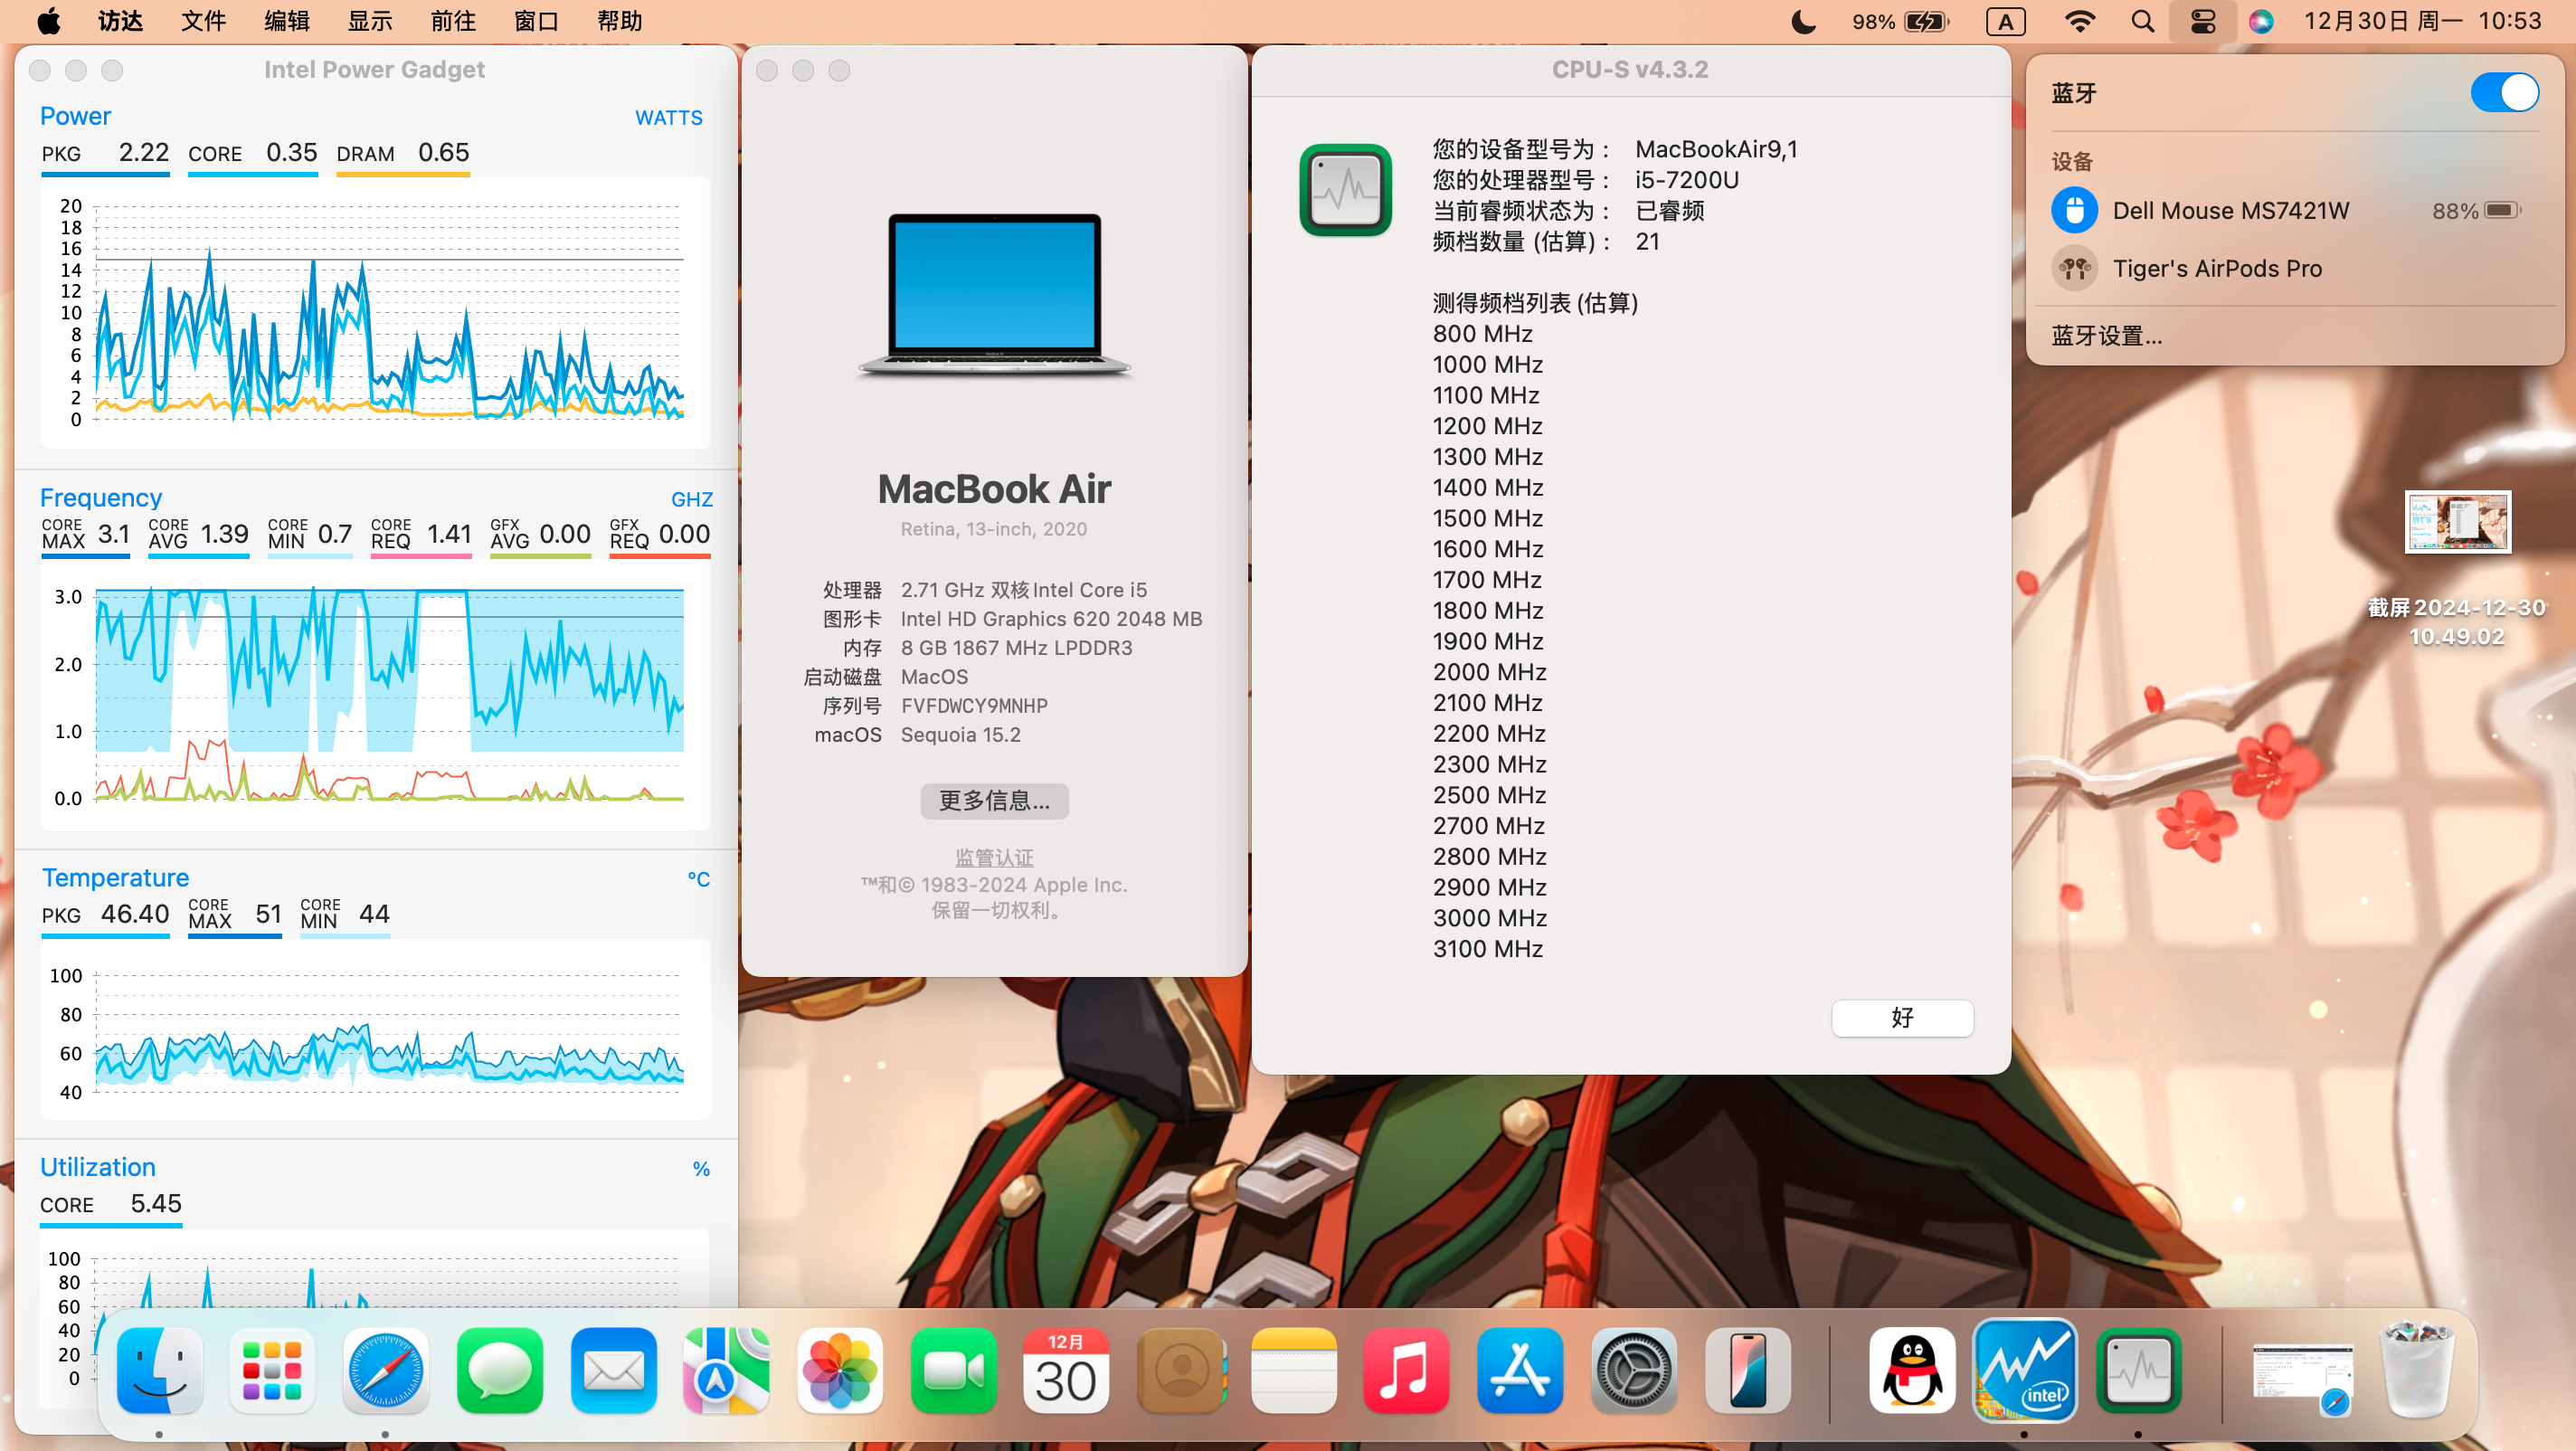 访达 文件 编辑 显示 前往 窗口 帮助
98% A 12月30日 周一 10:53
Intel Power Gadget
Power WATTS
PKG 2.22 CORE 0.35 DRAM 0.65
20
18
16
14
12
10
8
6
4
2
0
Frequency GHZ
CORE MAX 3.1 CORE AVG 1.39 CORE MIN 0.7 CORE REQ 1.41 GFX AVG 0.00 GFX REQ 0.00
3.0
2.0
1.0
0.0
Temperature °C
PKG 46.40 CORE MAX 51 CORE MIN 44
100
80
60
40
Utilization %
CORE 5.45
100
80
60
40
20
0
MacBook Air
Retina, 13-inch, 2020
处理器 2.71 GHz 双核Intel Core i5
图形卡 Intel HD Graphics 620 2048 MB
内存 8 GB 1867 MHz LPDDR3
启动磁盘 MacOS
序列号 FVFDWCY9MNHP
macOS Sequoia 15.2
更多信息...
监管认证
™和© 1983-2024 Apple Inc.
保留一切权利。
CPU-S v4.3.2
您的设备型号为： MacBookAir9,1
您的处理器型号： i5-7200U
当前睿频状态为： 已睿频
频档数量 (估算)： 21
测得频档列表 (估算)
800 MHz
1000 MHz
1100 MHz
1200 MHz
1300 MHz
1400 MHz
1500 MHz
1600 MHz
1700 MHz
1800 MHz
1900 MHz
2000 MHz
2100 MHz
2200 MHz
2300 MHz
2500 MHz
2700 MHz
2800 MHz
2900 MHz
3000 MHz
3100 MHz
好
蓝牙
设备
Dell Mouse MS7421W 88%
Tiger's AirPods Pro
蓝牙设置...
截屏2024-12-30
10.49.02
12月
30
intel